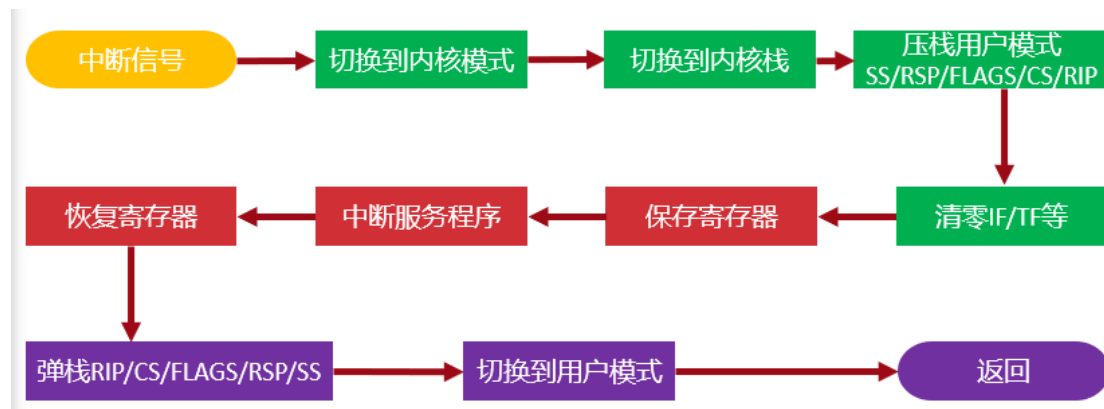 中断信号
切换到内核模式
切换到内核栈
压栈用户模式
SS/RSP/FLAGS/CS/RIP
清零IF/TF等
保存寄存器
中断服务程序
恢复寄存器
弹栈RIP/CS/FLAGS/RSP/SS
切换到用户模式
返回